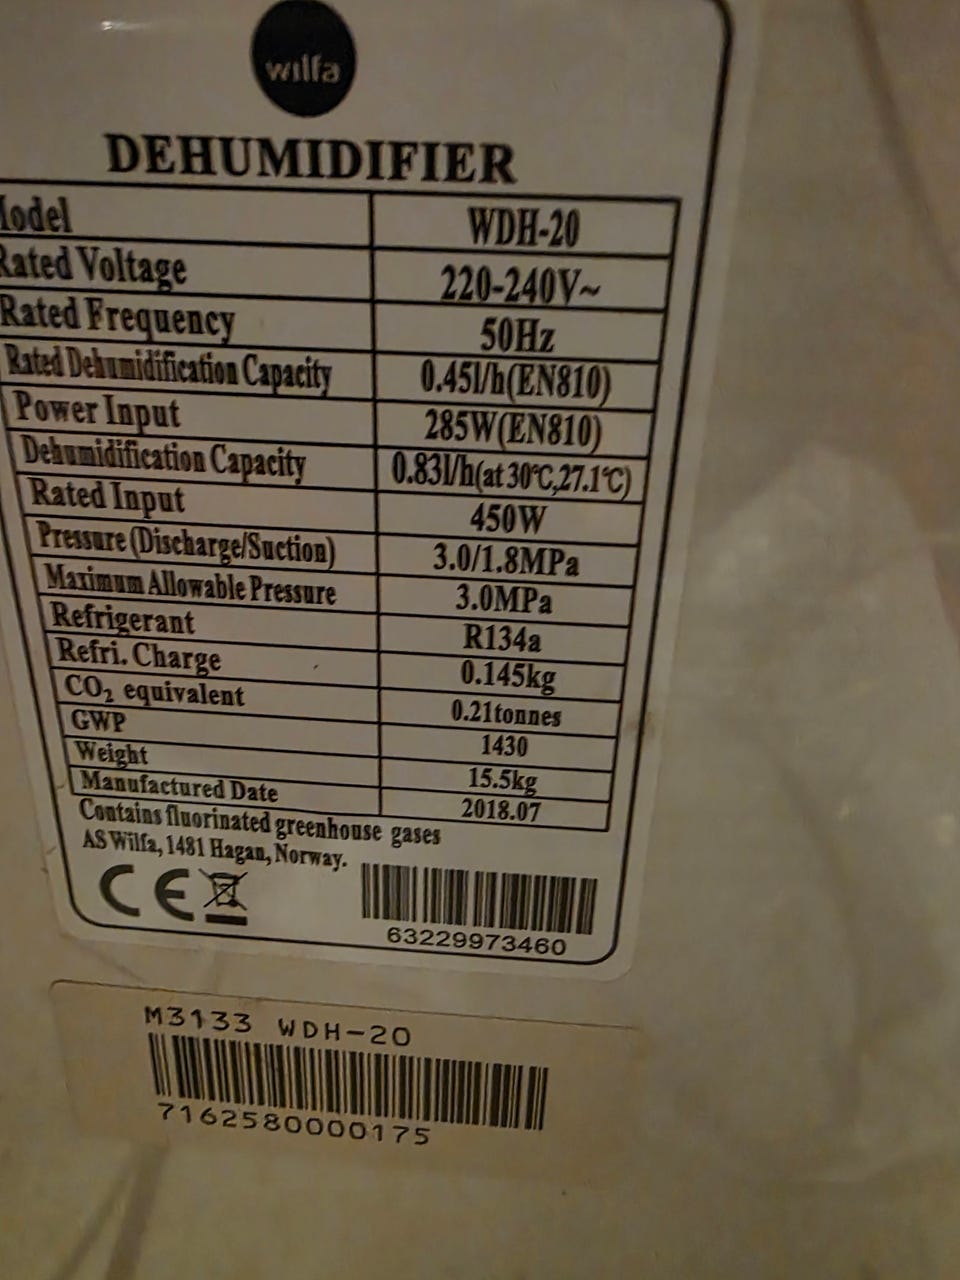 wilfa
DEHUMIDIFIER
Model WDH-20
Rated Voltage 220-240V~
Rated Frequency 50Hz
Rated Dehumidification Capacity 0.45l/h(EN810)
Power Input 285W(EN810)
Dehumidification Capacity 0.83l/h(at 30℃,27.1℃)
Rated Input 450W
Pressure (Discharge/Suction) 3.0/1.8MPa
Maximum Allowable Pressure 3.0MPa
Refrigerant R134a
Refri. Charge 0.145kg
CO₂ equivalent 0.21tonnes
GWP 1430
Weight 15.5kg
Manufactured Date 2018.07
Contains fluorinated greenhouse gases
AS Wilfa, 1481 Hagan, Norway.
CE
63229973460
M3133 WDH-20
7162580000175